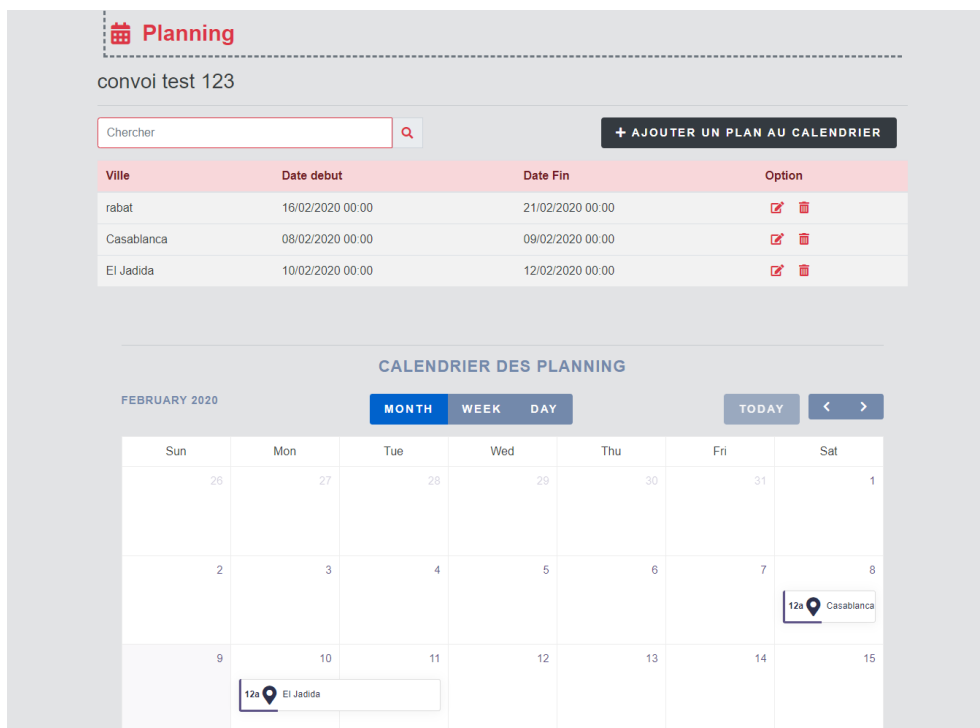 Planning
convoi test 123
Chercher
+ AJOUTER UN PLAN AU CALENDRIER
Ville Date debut Date Fin Option
rabat 16/02/2020 00:00 21/02/2020 00:00
Casablanca 08/02/2020 00:00 09/02/2020 00:00
El Jadida 10/02/2020 00:00 12/02/2020 00:00
CALENDRIER DES PLANNING
FEBRUARY 2020 MONTH WEEK DAY TODAY
Sun Mon Tue Wed Thu Fri Sat
26 27 28 29 30 31 1
2 3 4 5 6 7 8
12a Casablanca
9 10 11 12 13 14 15
12a El Jadida